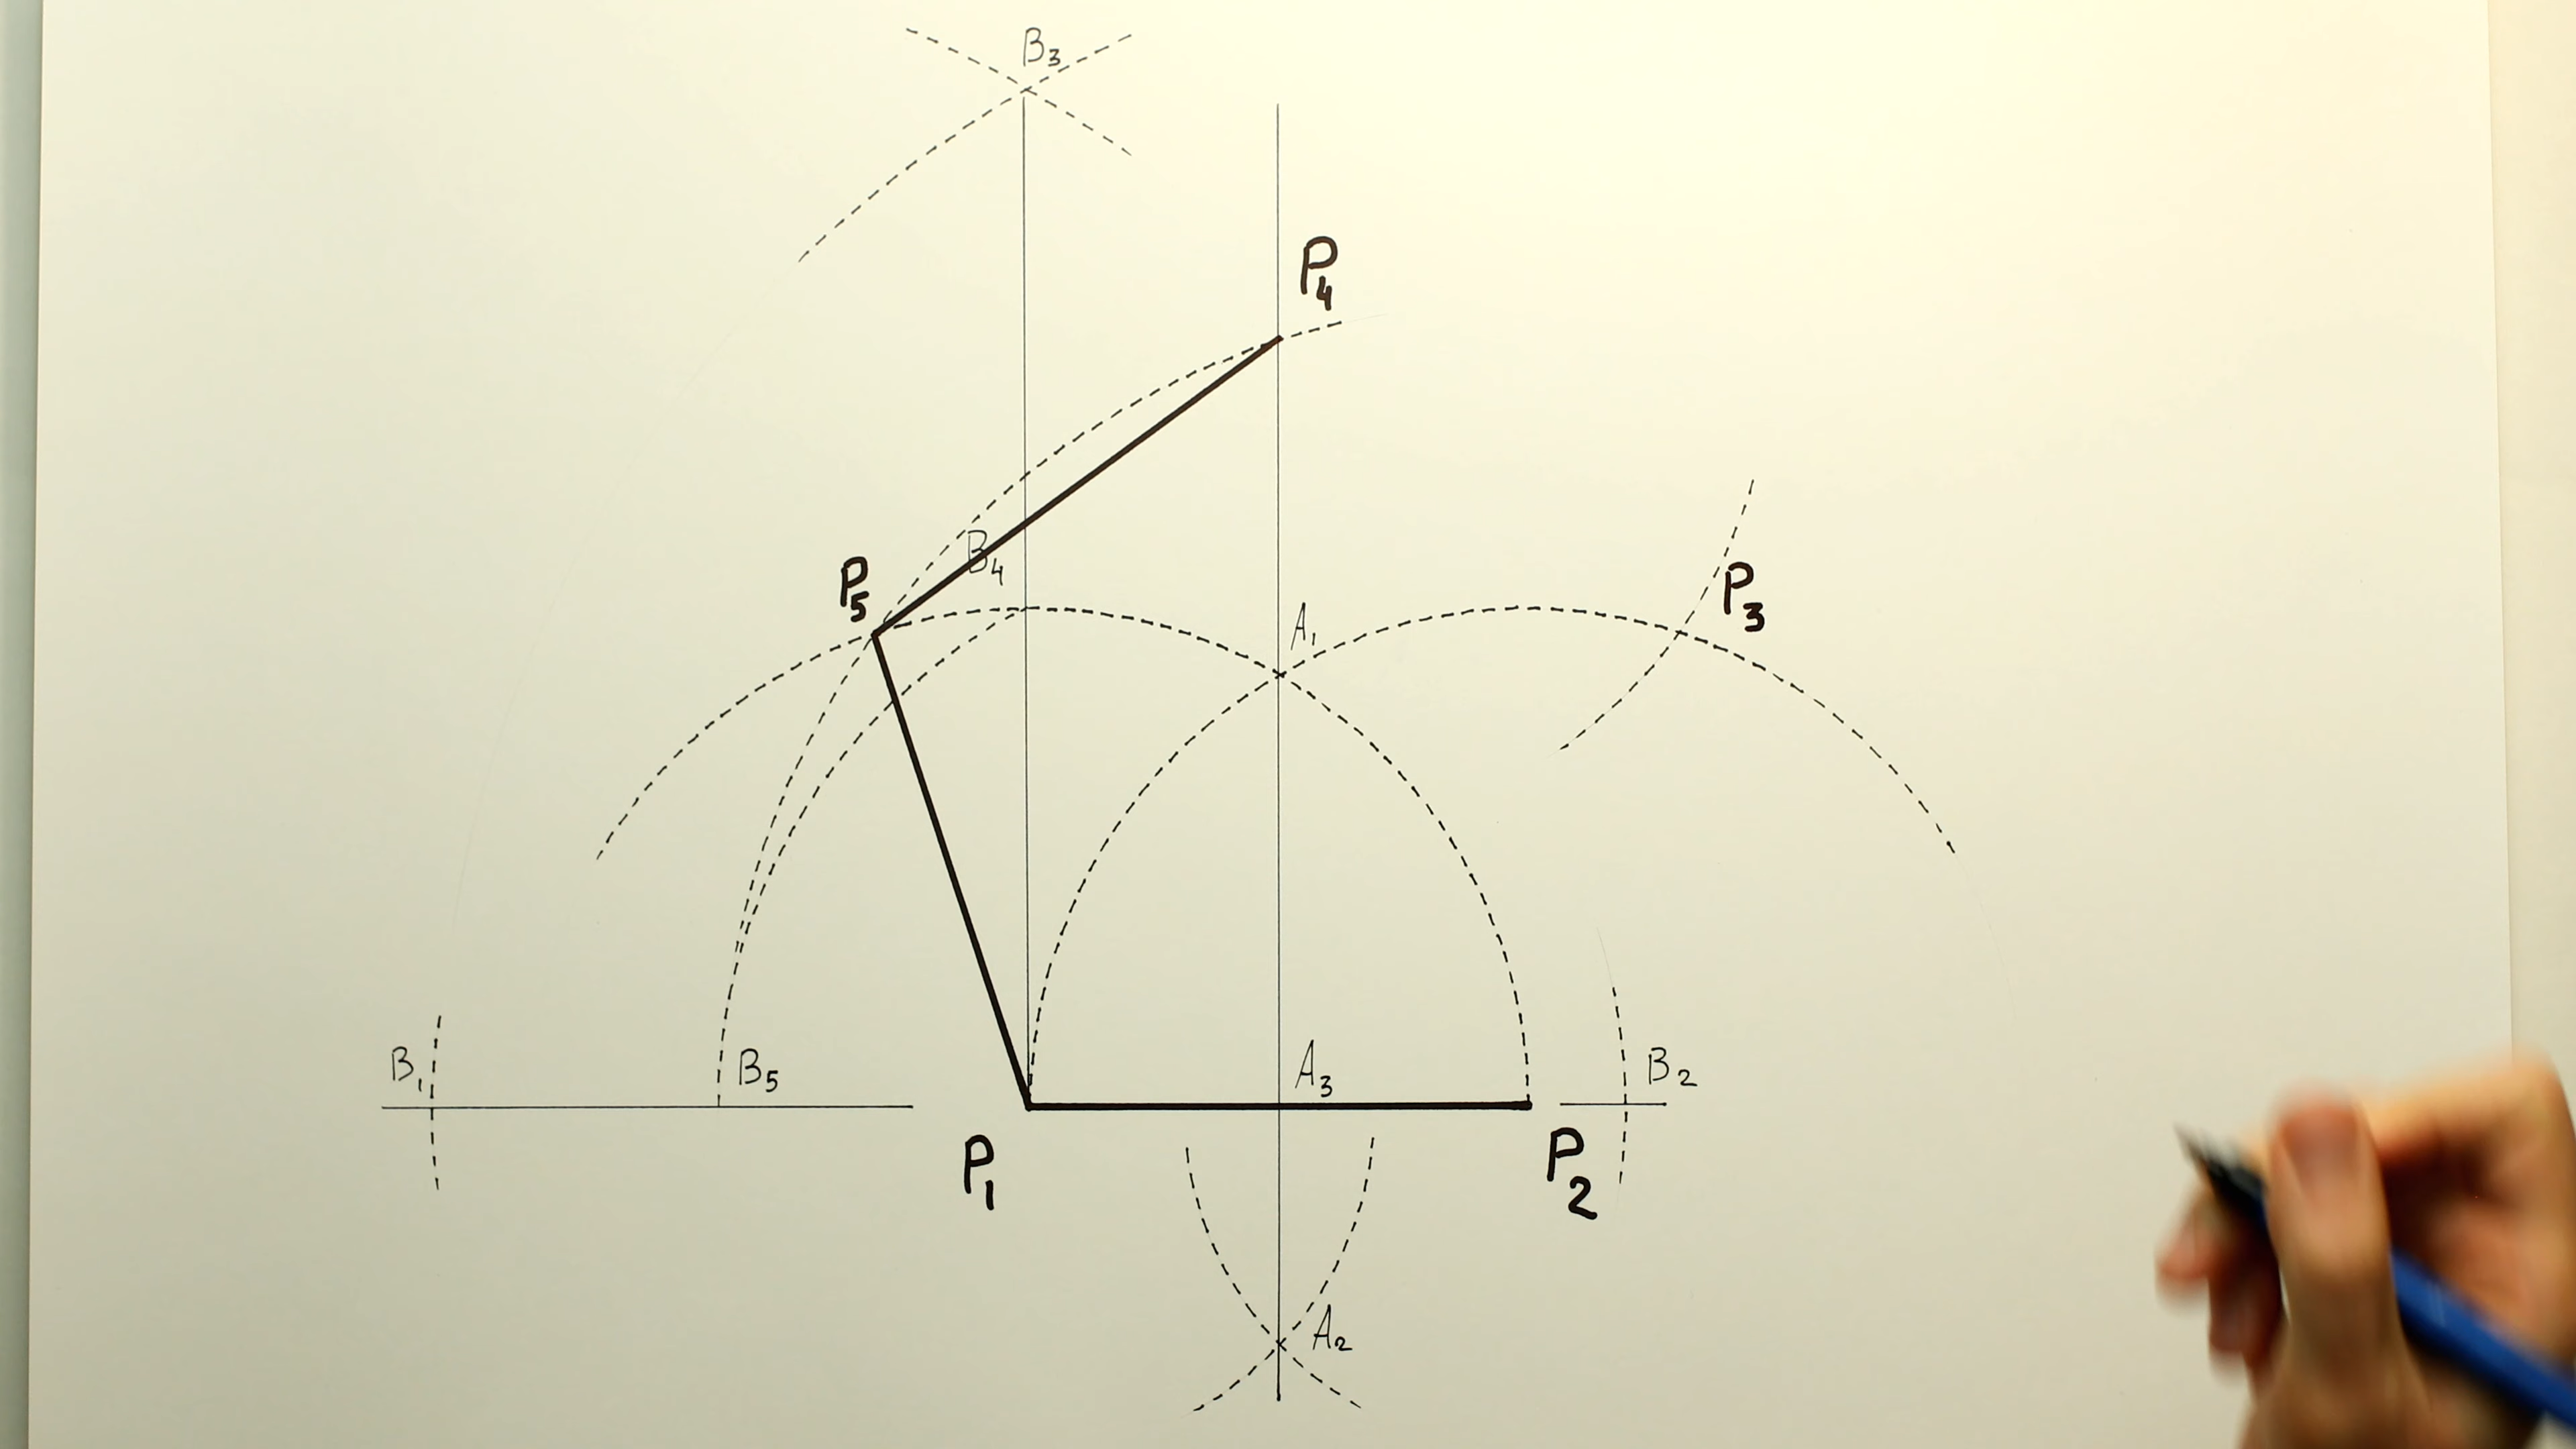 B₃
P₄
B₄
P₅
P₃
A₁
B₁
B₅
A₃
B₂
P₁
P₂
A₂